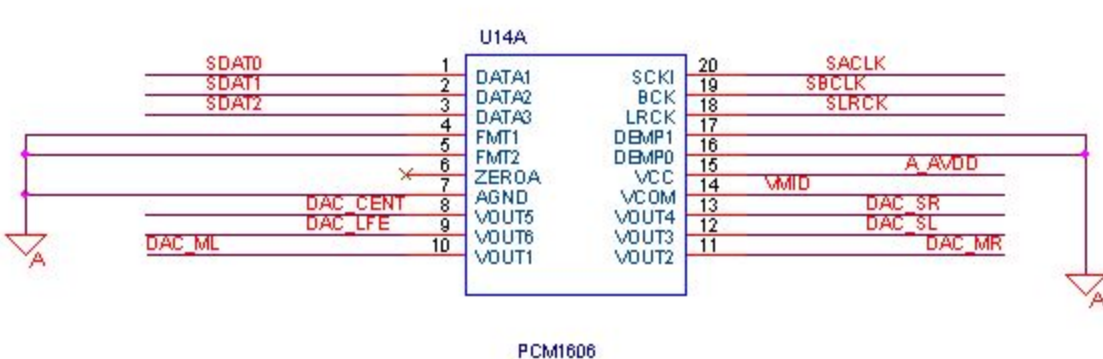 U14A
SDAT0 1 DATA1 SCKI 20 SACLK
SDAT1 2 DATA2 BCK 19 SBCLK
SDAT2 3 DATA3 LRCK 18 SLRCK
4 FMT1 DEMP1 17
5 FMT2 DEMP0 16
6 ZEROA VCC 15 A_AVDD
7 AGND VCOM 14 VMID
DAC_CENT 8 VOUT5 VOUT4 13 DAC_SR
DAC_LFE 9 VOUT6 VOUT3 12 DAC_SL
DAC_ML 10 VOUT1 VOUT2 11 DAC_MR
A
A
PCM1606